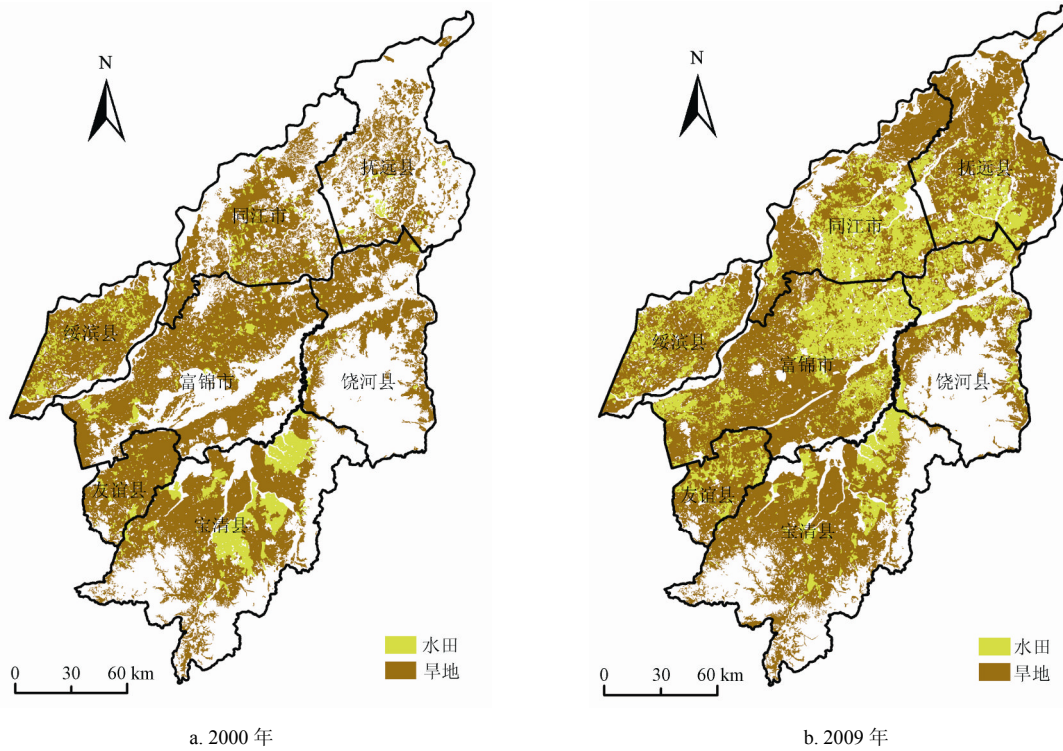 N
抚远县
同江市
绥滨县
富锦市
饶河县
友谊县
宝清县
水田
旱地
0 30 60 km
a. 2000 年
N
抚远县
同江市
绥滨县
富锦市
饶河县
友谊县
宝清县
水田
旱地
0 30 60 km
b. 2009 年